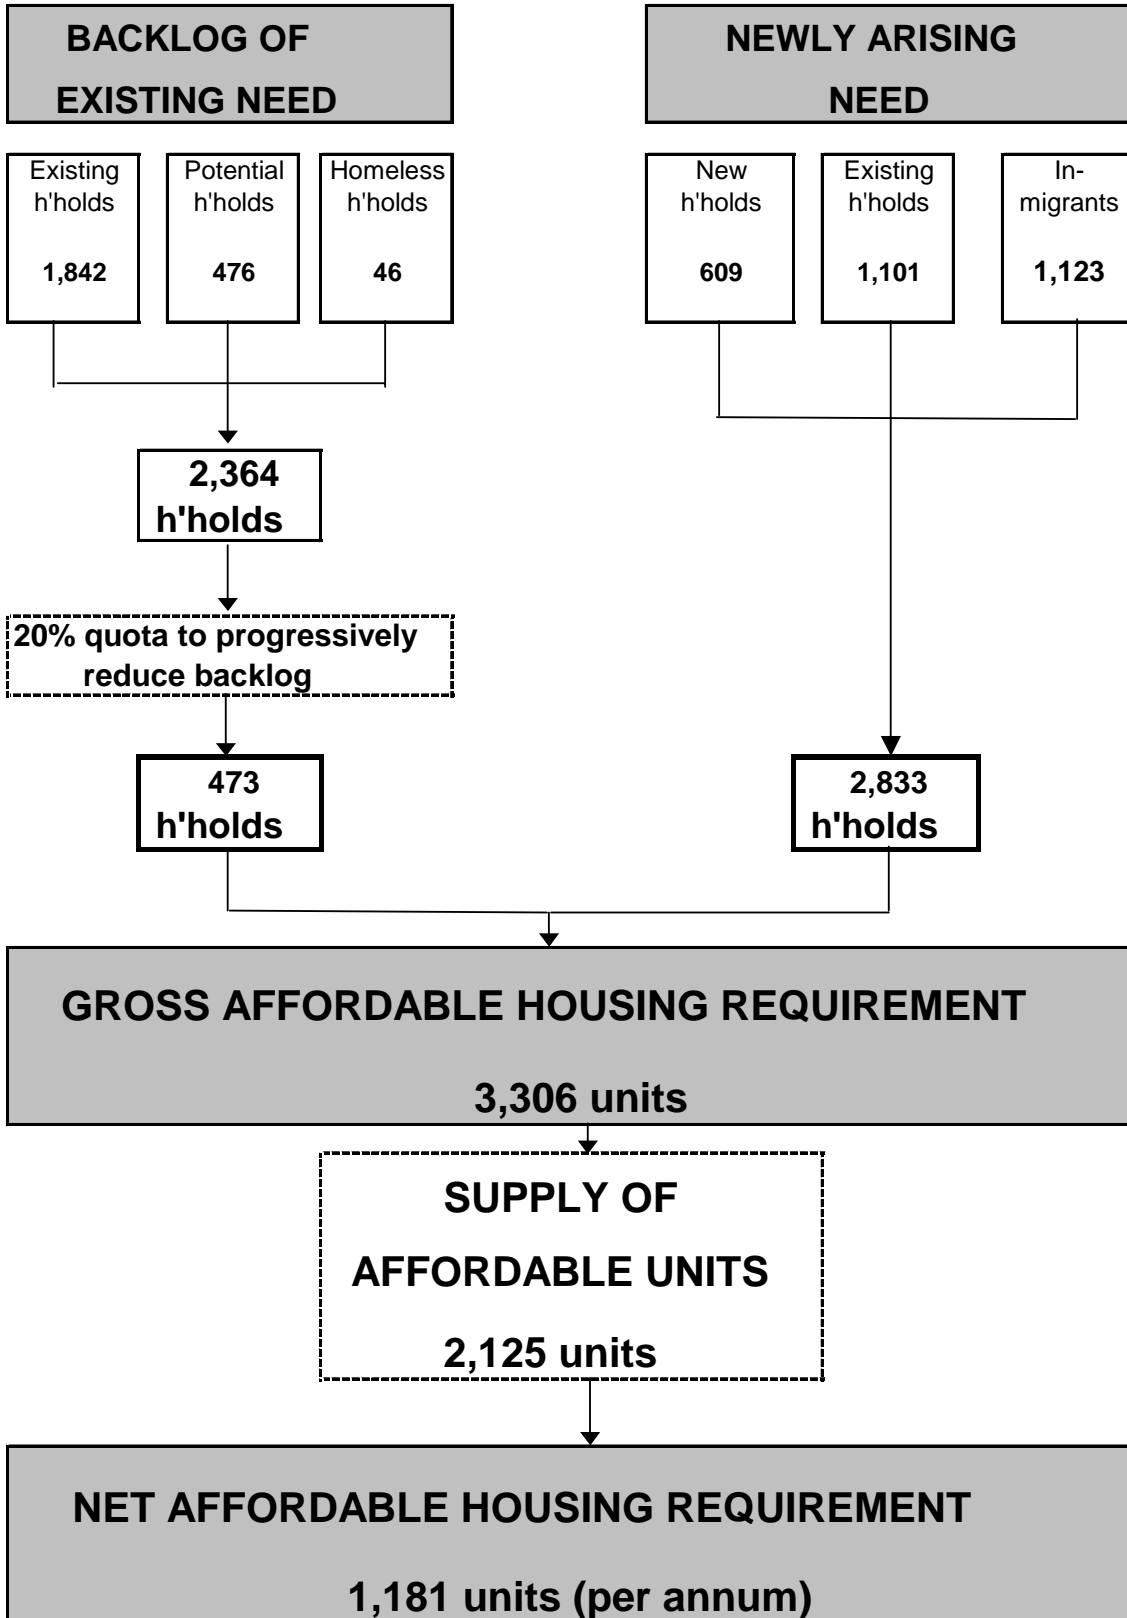 BACKLOG OF
EXISTING NEED
NEWLY ARISING
NEED
Existing
h'holds
1,842
Potential
h'holds
476
Homeless
h'holds
46
New
h'holds
609
Existing
h'holds
1,101
In-
migrants
1,123
2,364
h'holds
20% quota to progressively
reduce backlog
473
h'holds
2,833
h'holds
GROSS AFFORDABLE HOUSING REQUIREMENT
3,306 units
SUPPLY OF
AFFORDABLE UNITS
2,125 units
NET AFFORDABLE HOUSING REQUIREMENT
1,181 units (per annum)